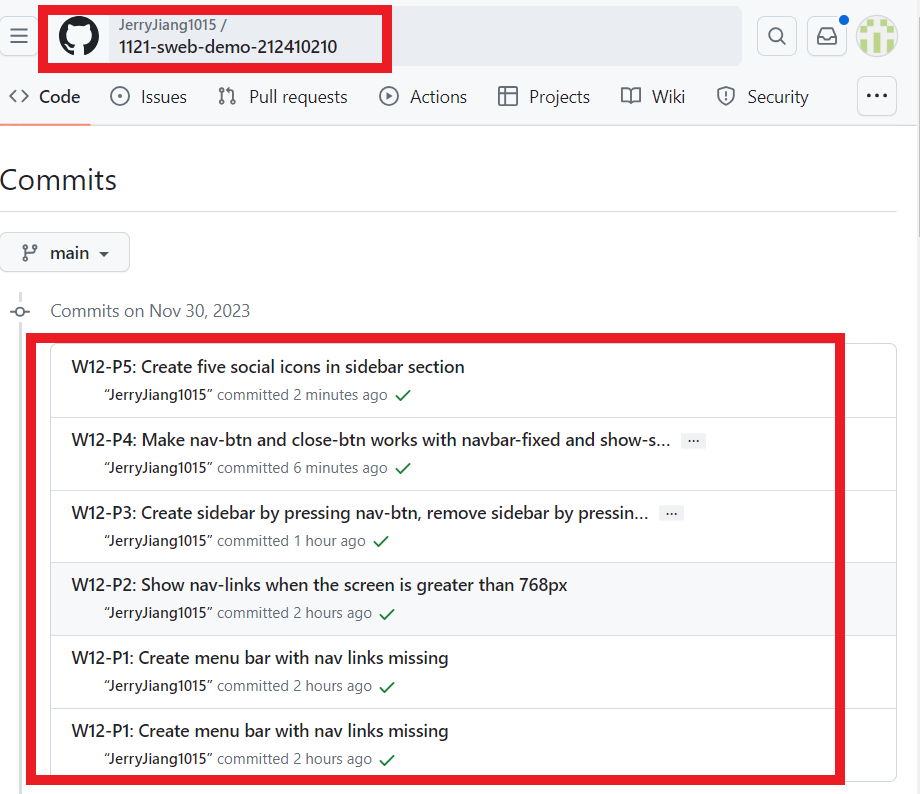 JerryJiang1015 /
1121-sweb-demo-212410210
Code Issues Pull requests Actions Projects Wiki Security ...
Commits
main
Commits on Nov 30, 2023
W12-P5: Create five social icons in sidebar section
“JerryJiang1015” committed 2 minutes ago
W12-P4: Make nav-btn and close-btn works with navbar-fixed and show-s... ...
“JerryJiang1015” committed 6 minutes ago
W12-P3: Create sidebar by pressing nav-btn, remove sidebar by pressin... ...
“JerryJiang1015” committed 1 hour ago
W12-P2: Show nav-links when the screen is greater than 768px
“JerryJiang1015” committed 2 hours ago
W12-P1: Create menu bar with nav links missing
“JerryJiang1015” committed 2 hours ago
W12-P1: Create menu bar with nav links missing
“JerryJiang1015” committed 2 hours ago